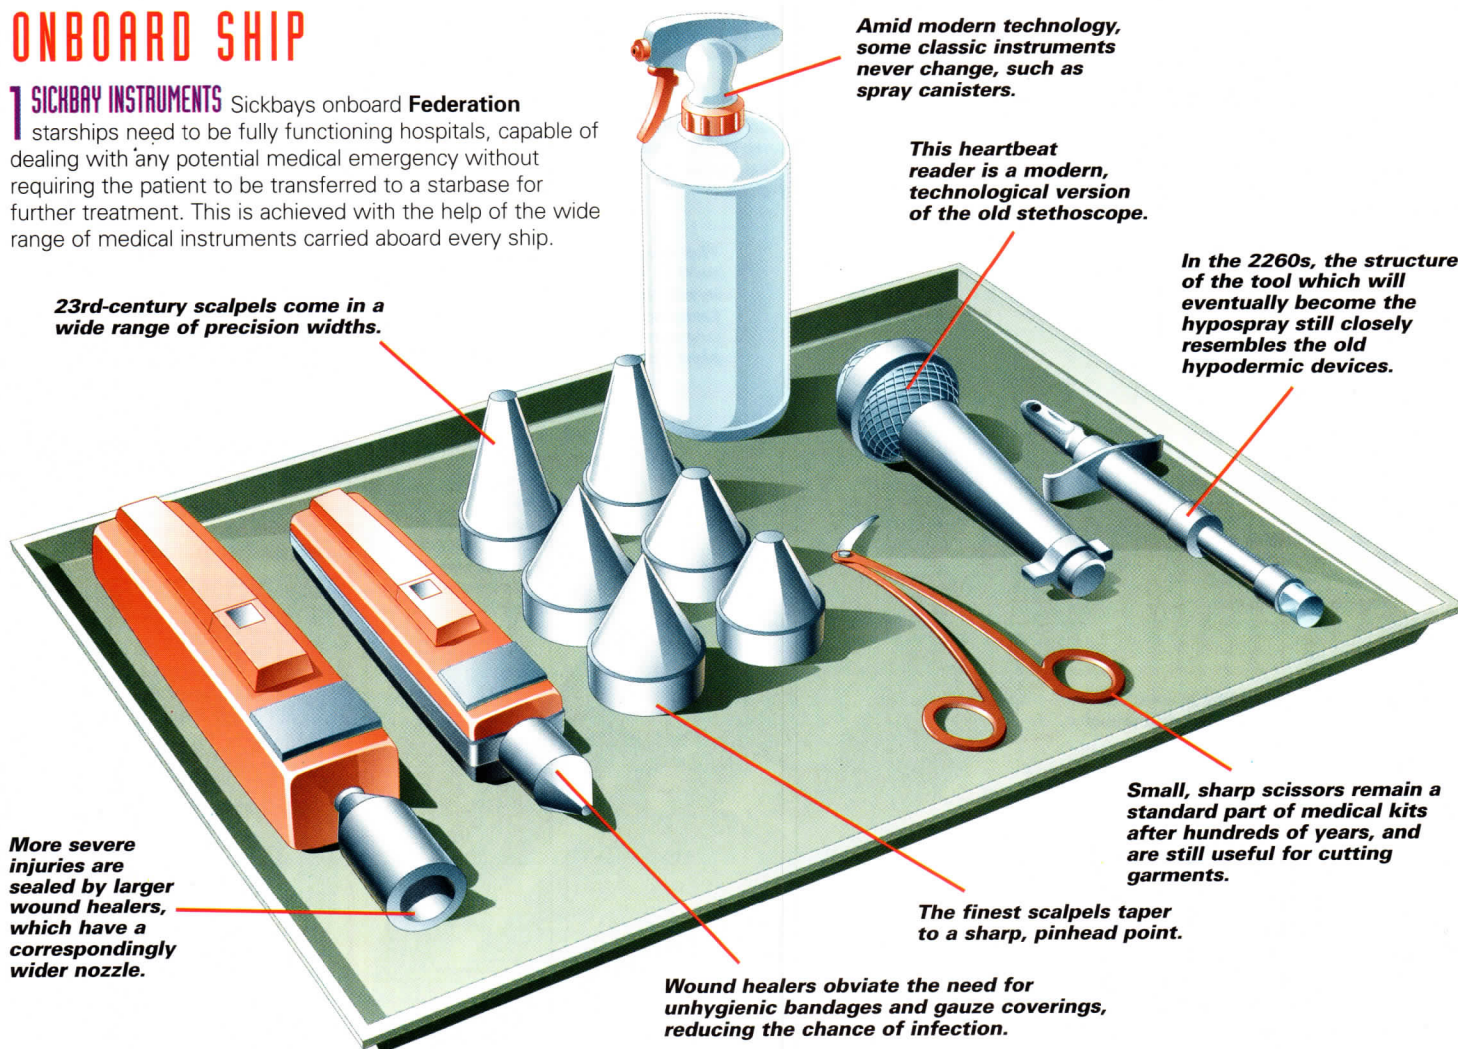 ONBOARD SHIP
1 SICKBAY INSTRUMENTS Sickbays onboard Federation
starships need to be fully functioning hospitals, capable of
dealing with any potential medical emergency without
requiring the patient to be transferred to a starbase for
further treatment. This is achieved with the help of the wide
range of medical instruments carried aboard every ship.
Amid modern technology,
some classic instruments
never change, such as
spray canisters.
This heartbeat
reader is a modern,
technological version
of the old stethoscope.
In the 2260s, the structure
of the tool which will
eventually become the
hypospray still closely
resembles the old
hypodermic devices.
23rd-century scalpels come in a
wide range of precision widths.
More severe
injuries are
sealed by larger
wound healers,
which have a
correspondingly
wider nozzle.
Small, sharp scissors remain a
standard part of medical kits
after hundreds of years, and
are still useful for cutting
garments.
The finest scalpels taper
to a sharp, pinhead point.
Wound healers obviate the need for
unhygienic bandages and gauze coverings,
reducing the chance of infection.